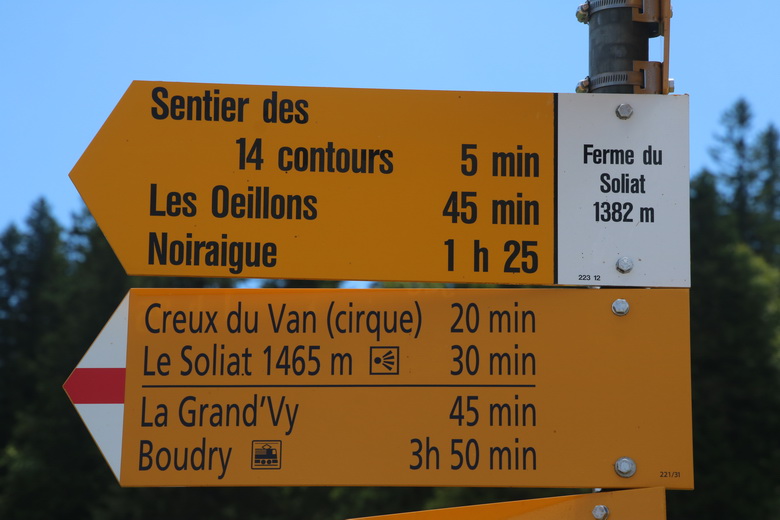 Sentier des
14 contours 5 min
Les Oeillons 45 min
Noiraigue 1 h 25
Ferme du
Soliat
1382 m
223 12
Creux du Van (cirque) 20 min
Le Soliat 1465 m 30 min
La Grand'Vy 45 min
Boudry 3h 50 min
221/31